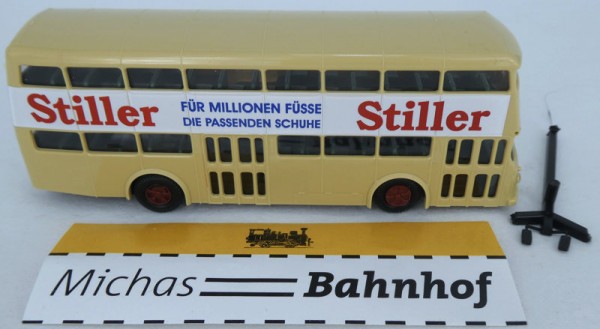 Stiller FÜR MILLIONEN FÜSSE Stiller
DIE PASSENDEN SCHUHE
Michas Bahnhof